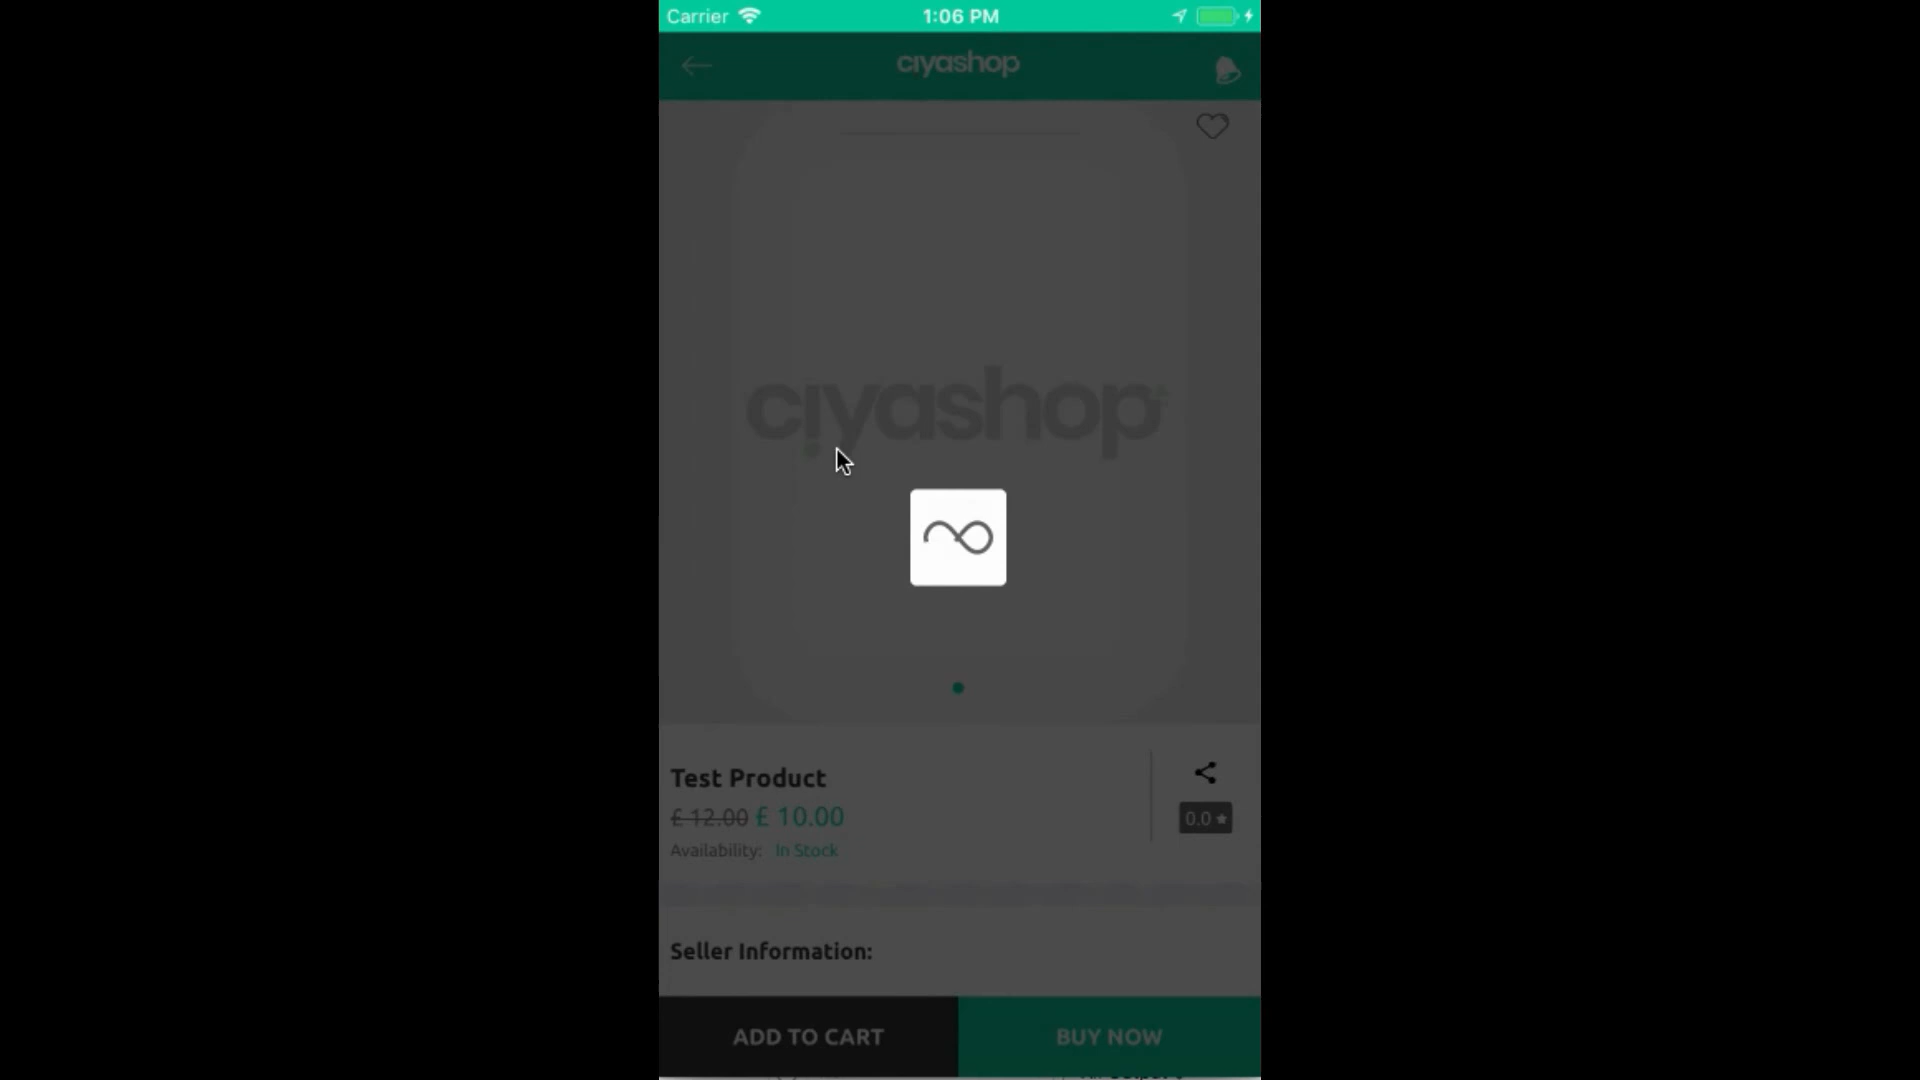 Carrier 1:06 PM
ciyashop
ciyashop
Test Product
£ 12.00 £ 10.00
0.0
Availability: In Stock
Seller Information:
ADD TO CART BUY NOW